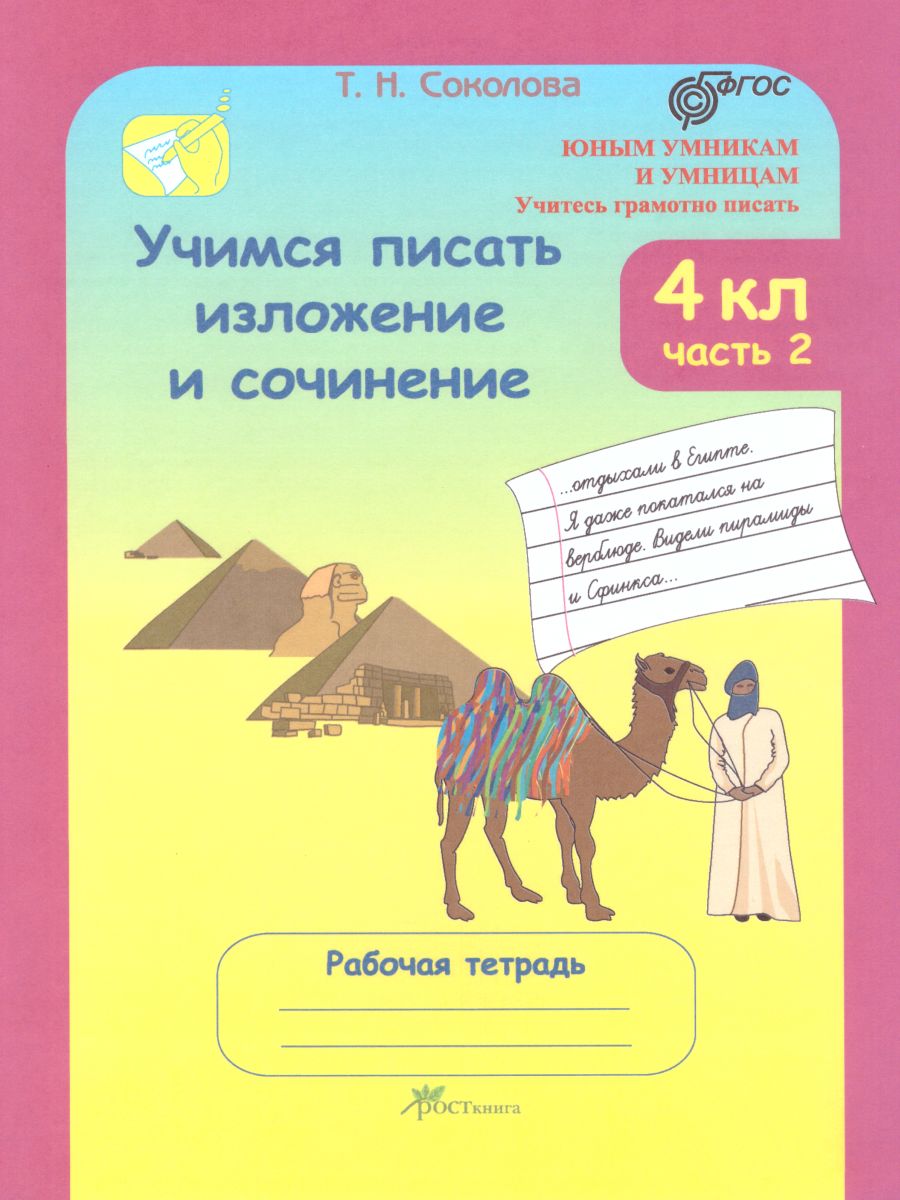 Т. Н. Соколова
ФГОС
ЮНЫМ УМНИКАМ
И УМНИЦАМ
Учитесь грамотно писать
Учимся писать
изложение
и сочинение
4 кл
часть 2
...отдыхали в Египте.
Я даже покатался на
верблюде. Видели пирамиды
и Сфинкса...
Рабочая тетрадь
РОСТкнига